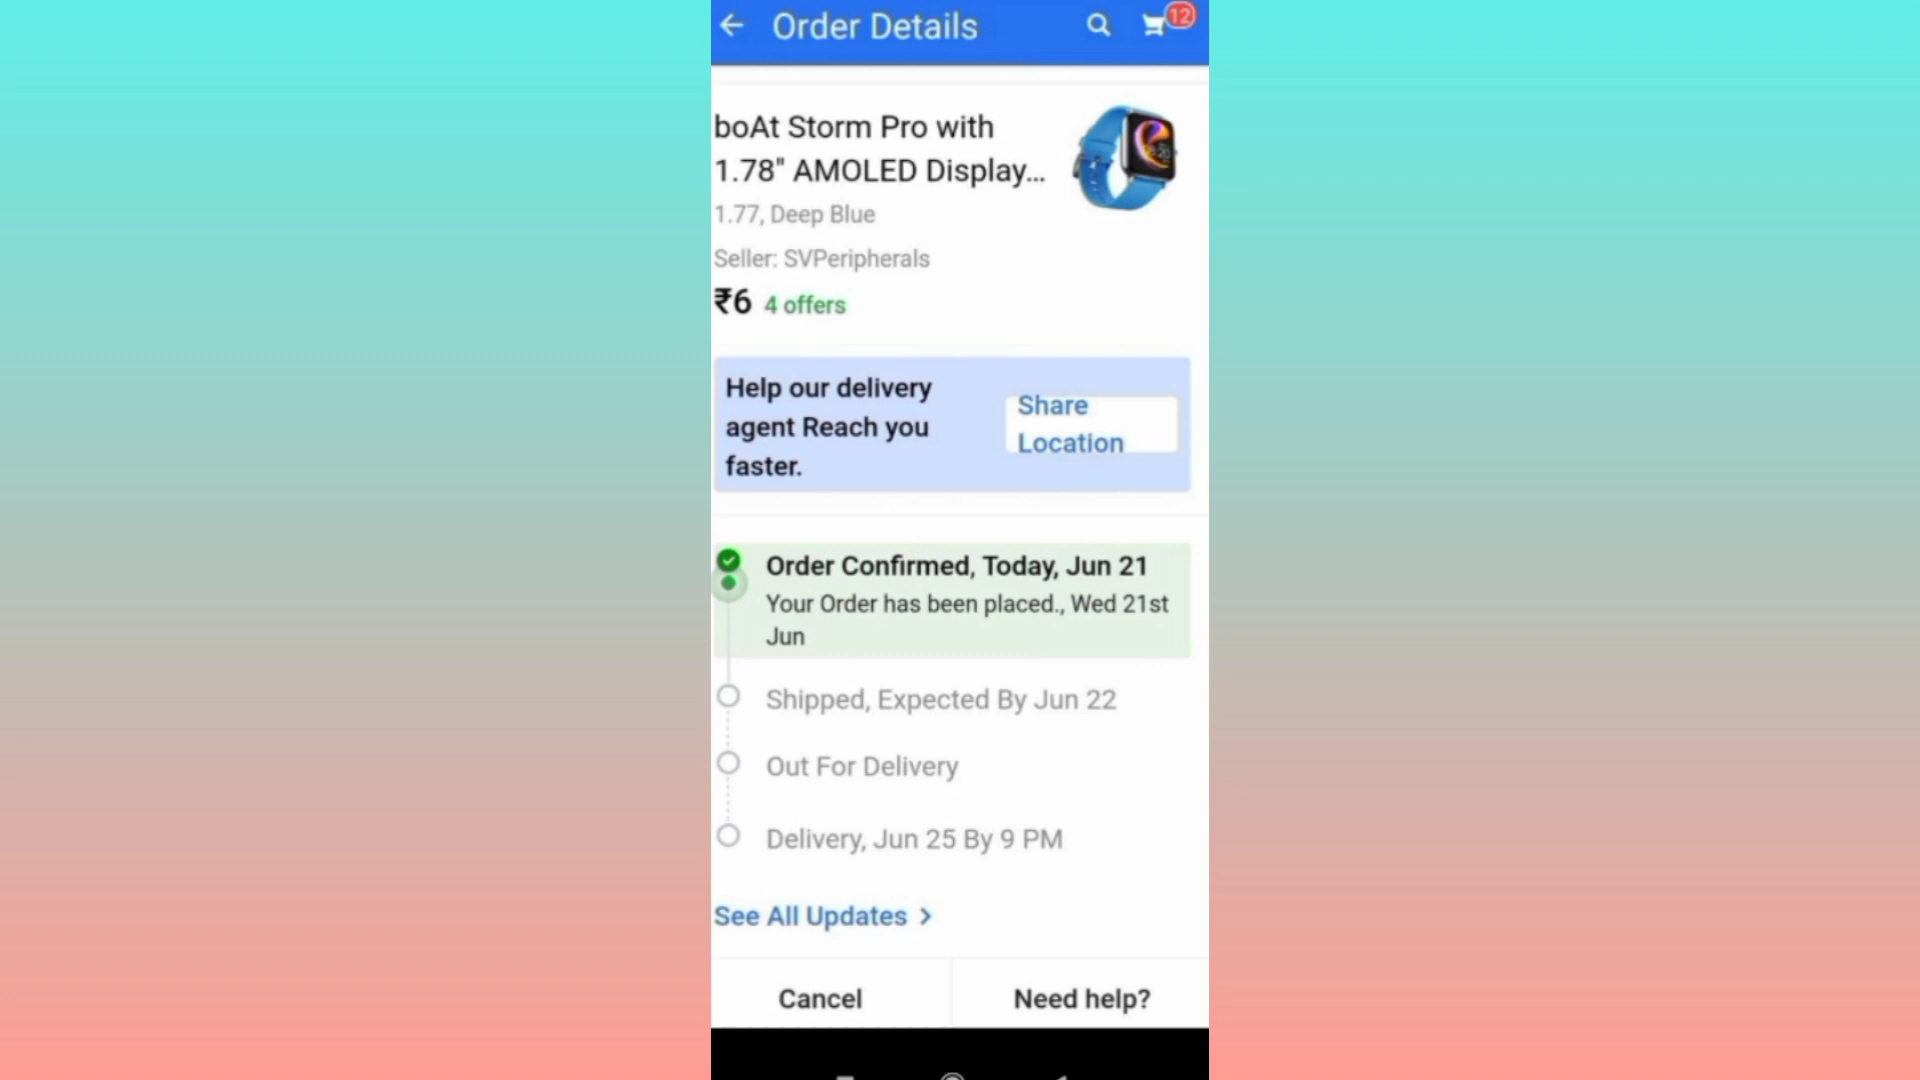 Order Details
12
boAt Storm Pro with
1.78" AMOLED Display...
1.77, Deep Blue
Seller: SVPeripherals
₹6 4 offers
Help our delivery
agent Reach you
faster.
Share
Location
Order Confirmed, Today, Jun 21
Your Order has been placed., Wed 21st
Jun
Shipped, Expected By Jun 22
Out For Delivery
Delivery, Jun 25 By 9 PM
See All Updates
Cancel
Need help?